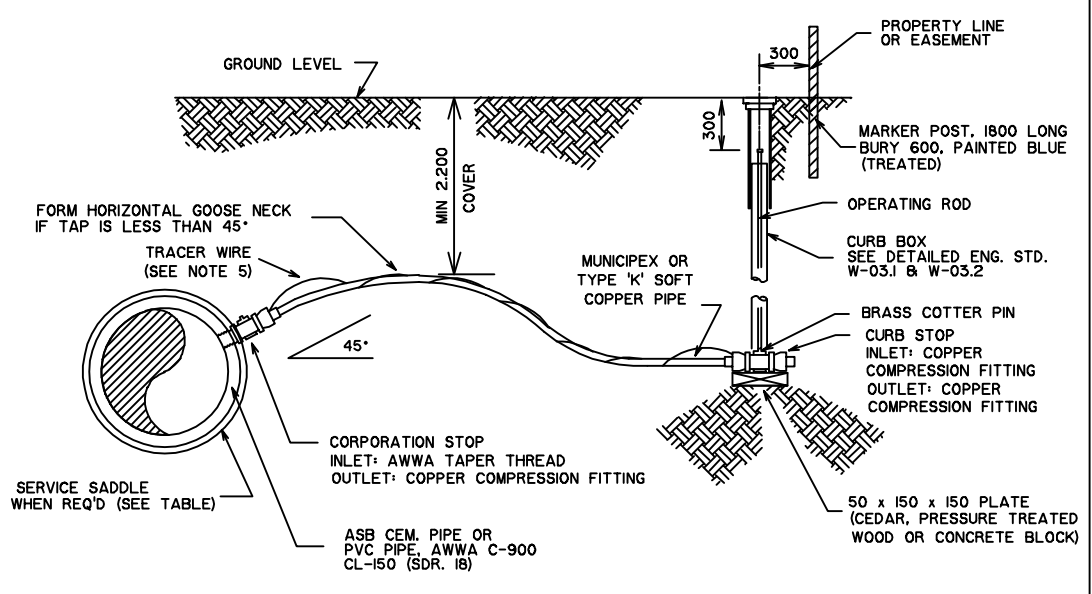 PROPERTY LINE
OR EASEMENT
300
GROUND LEVEL
300
MARKER POST, 1800 LONG
BURY 600, PAINTED BLUE
(TREATED)
MIN 2.200
COVER
FORM HORIZONTAL GOOSE NECK
IF TAP IS LESS THAN 45°
OPERATING ROD
TRACER WIRE
(SEE NOTE 5)
CURB BOX
SEE DETAILED ENG. STD.
W-03.1 & W-03.2
MUNICIPEX OR
TYPE 'K' SOFT
COPPER PIPE
BRASS COTTER PIN
CURB STOP
INLET: COPPER
COMPRESSION FITTING
OUTLET: COPPER
COMPRESSION FITTING
45°
CORPORATION STOP
INLET: AWWA TAPER THREAD
OUTLET: COPPER COMPRESSION FITTING
SERVICE SADDLE
WHEN REQ'D (SEE TABLE)
50 x 150 x 150 PLATE
(CEDAR, PRESSURE TREATED
WOOD OR CONCRETE BLOCK)
ASB CEM. PIPE OR
PVC PIPE, AWWA C-900
CL-150 (SDR. 18)